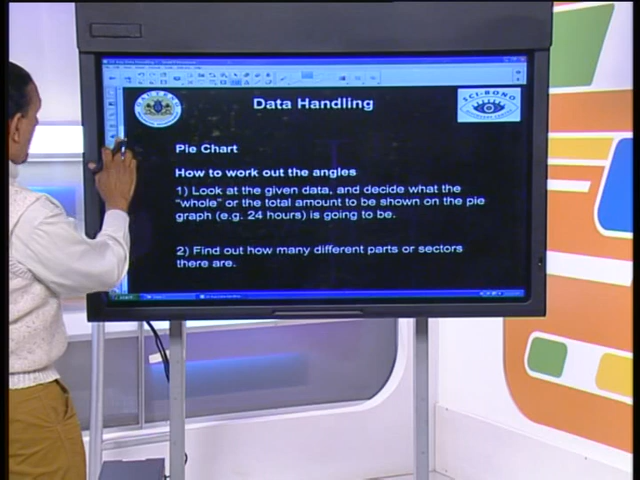 Data Handling
SCI-BONO
Pie Chart
How to work out the angles
1) Look at the given data, and decide what the
“whole” or the total amount to be shown on the pie
graph (e.g. 24 hours) is going to be.
2) Find out how many different parts or sectors
there are.